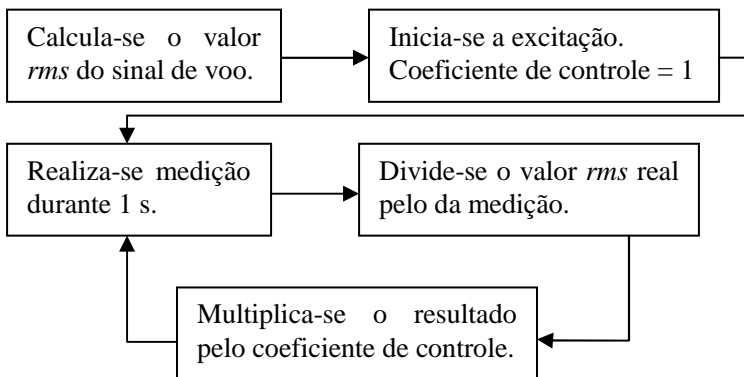 Calcula-se o valor
rms do sinal de voo.
Inicia-se a excitação.
Coeficiente de controle = 1
Realiza-se medição
durante 1 s.
Divide-se o valor rms real
pelo da medição.
Multiplica-se o resultado
pelo coeficiente de controle.